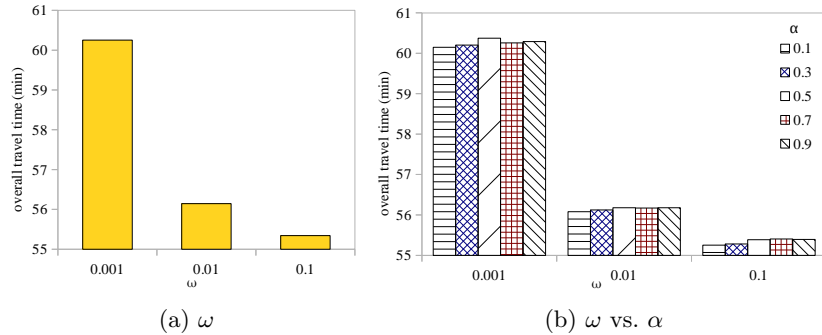 61
60
59
58
57
56
55
overall travel time (min)
0.001 0.01 0.1
ω
(a) ω
61
60
59
58
57
56
55
overall travel time (min)
α
0.1
0.3
0.5
0.7
0.9
0.001 0.01 0.1
ω
(b) ω vs. α